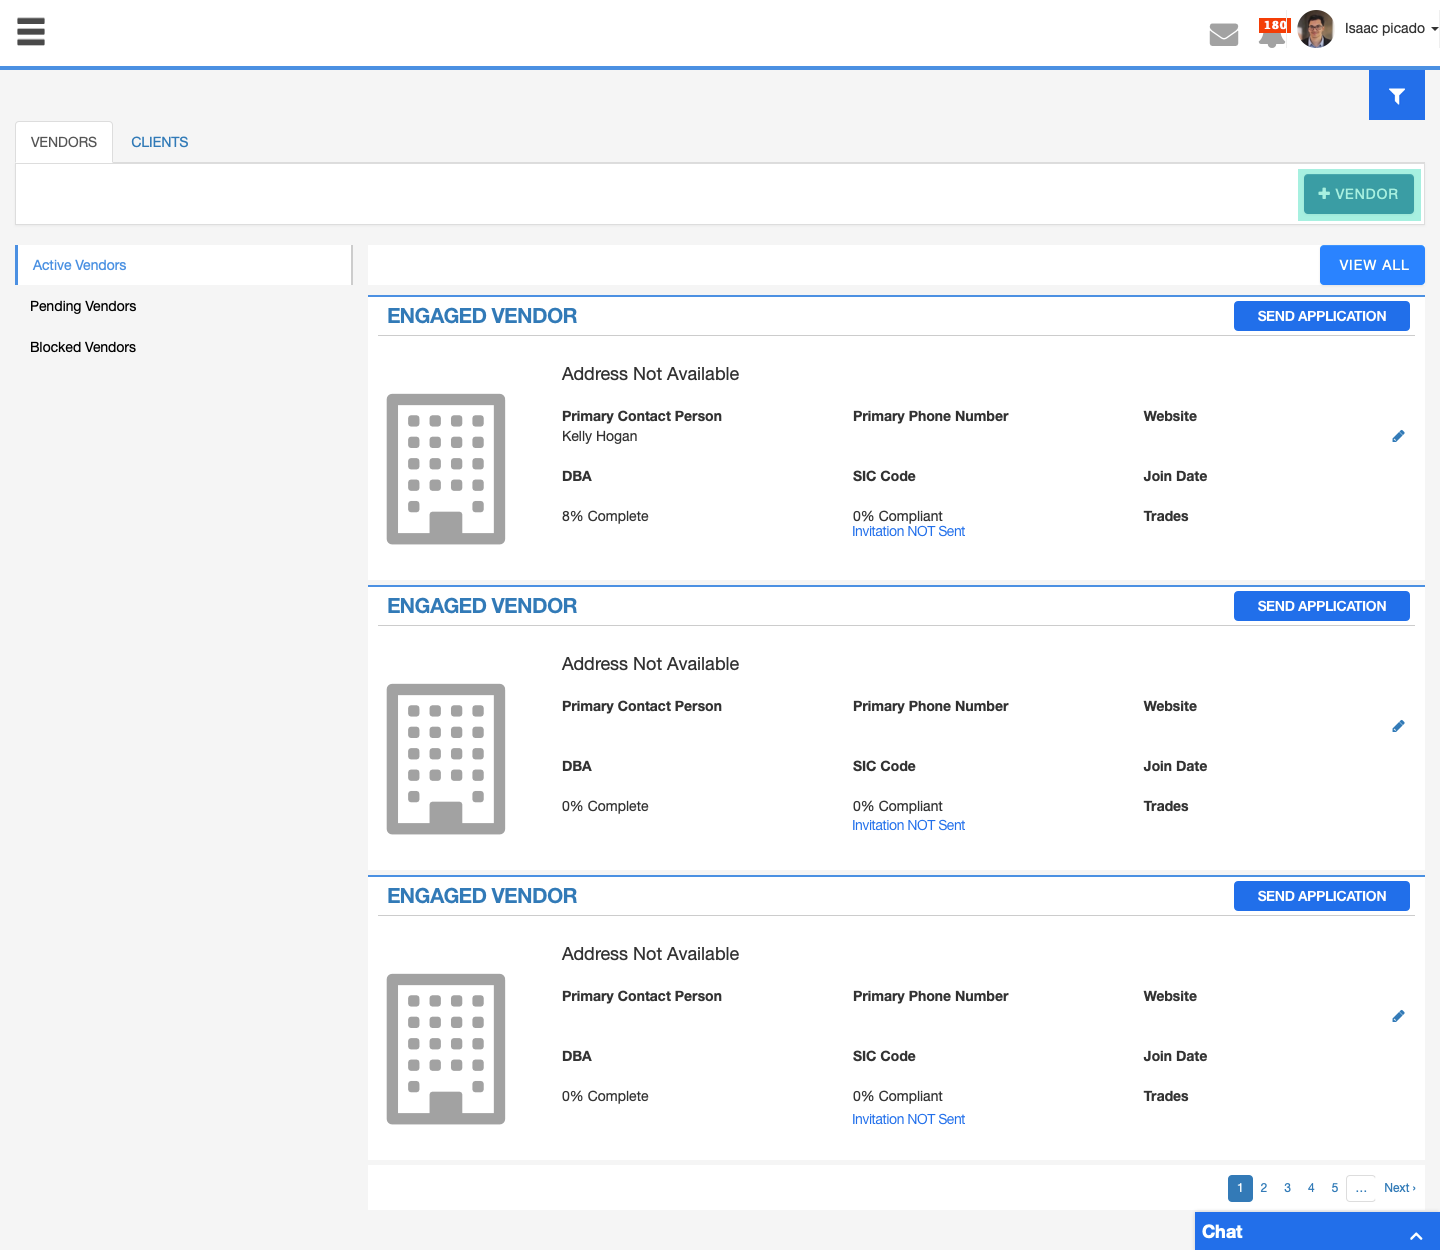 180
Isaac picado
VENDORS CLIENTS
+ VENDOR
Active Vendors
Pending Vendors
Blocked Vendors
VIEW ALL
ENGAGED VENDOR SEND APPLICATION
Address Not Available
Primary Contact Person Primary Phone Number Website
Kelly Hogan
DBA SIC Code Join Date
8% Complete 0% Compliant Trades
Invitation NOT Sent
ENGAGED VENDOR SEND APPLICATION
Address Not Available
Primary Contact Person Primary Phone Number Website
DBA SIC Code Join Date
0% Complete 0% Compliant Trades
Invitation NOT Sent
ENGAGED VENDOR SEND APPLICATION
Address Not Available
Primary Contact Person Primary Phone Number Website
DBA SIC Code Join Date
0% Complete 0% Compliant Trades
Invitation NOT Sent
1 2 3 4 5 ... Next ›
Chat